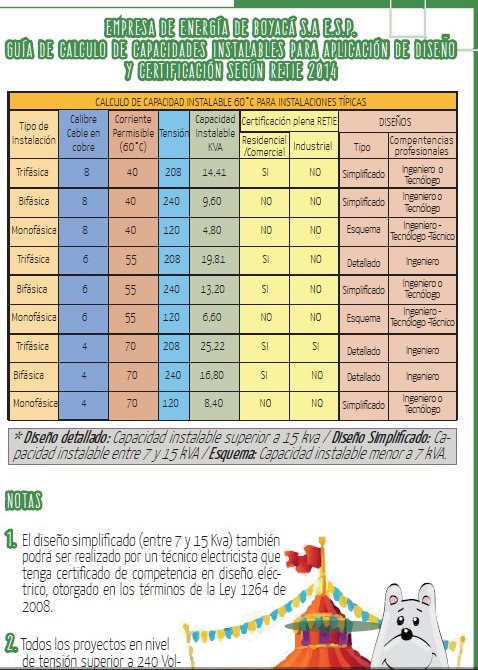 EMPRESA DE ENERGÍA DE BOYACÁ S.A E.S.P.
GUÍA DE CALCULO DE CAPACIDADES INSTALABLES PARA APLICACIÓN DE DISEÑO
Y CERTIFICACIÓN SEGÚN RETIE 2014
CALCULO DE CAPACIDAD INSTALABLE 60°C PARA INSTALACIONES TÍPICAS
Tipo de Instalación Calibre Cable en cobre Corriente Permisible (60°C) Tensión Capacidad Instalable KVA Certificación plena RETIE DISEÑOS
Residencial /Comercial Industrial Tipo Compentencias profesionales
Trifásica 8 40 208 14,41 SI NO Simplificado Ingeniero o Tecnólogo
Bifásica 8 40 240 9,60 NO NO Simplificado Ingeniero o Tecnólogo
Monofásica 8 40 120 4,80 NO NO Esquema Ingeniero - Tecnólogo -Técnico
Trifásica 6 55 208 19,81 SI NO Detallado Ingeniero
Bifásica 6 55 240 13,20 SI NO Simplificado Ingeniero o Tecnólogo
Monofásica 6 55 120 6,60 NO NO Esquema Ingeniero - Tecnólogo -Técnico
Trifásica 4 70 208 25,22 SI SI Detallado Ingeniero
Bifásica 4 70 240 16,80 SI NO Detallado Ingeniero
Monofásica 4 70 120 8,40 NO NO Simplificado Ingeniero o Tecnólogo
* Diseño detallado: Capacidad instalable superior a 15 kva / Diseño Simplificado: Ca-
pacidad instalable entre 7 y 15 kVA / Esquema: Capacidad instalable menor a 7 kVA.
NOTAS
1. El diseño simplificado (entre 7 y 15 Kva) también
podrá ser realizado por un técnico electricista que
tenga certificado de competencia en diseño eléc-
trico, otorgado en los términos de la Ley 1264 de
2008.
2. Todos los proyectos en nivel
de tensión superior a 240 Vol-